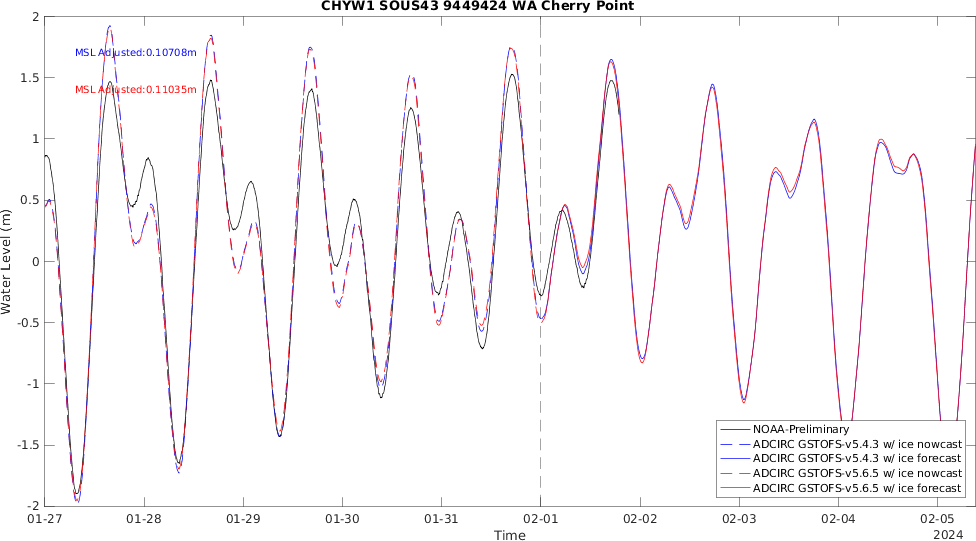 CHYW1 SOUS43 9449424 WA Cherry Point
MSL Adjusted:0.10708m
MSL Adjusted:0.11035m
Water Level (m)
2
1.5
1
0.5
0
-0.5
-1
-1.5
-2
NOAA-Preliminary
ADCIRC GSTOFS-v5.4.3 w/ ice nowcast
ADCIRC GSTOFS-v5.4.3 w/ ice forecast
ADCIRC GSTOFS-v5.6.5 w/ ice nowcast
ADCIRC GSTOFS-v5.6.5 w/ ice forecast
01-27 01-28 01-29 01-30 01-31 02-01 02-02 02-03 02-04 02-05
Time
2024